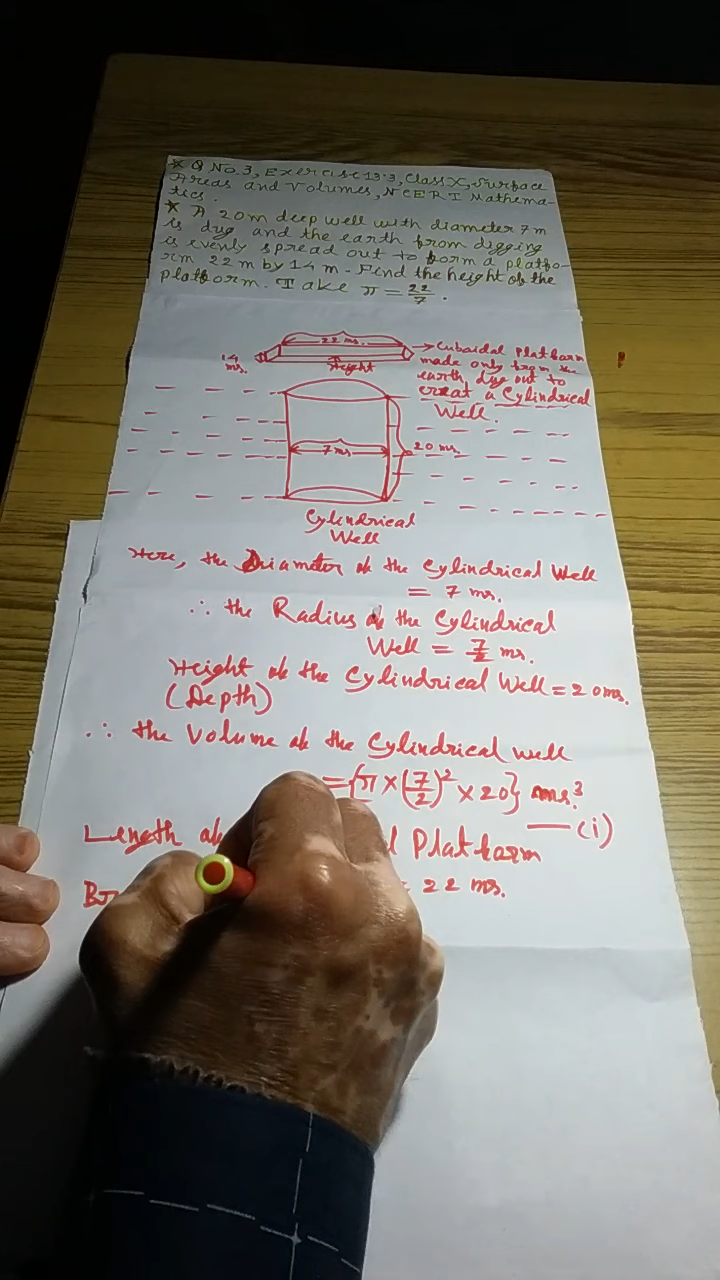 * Q No. 3, Exercise 13.3, Class X, Surface
Areas and Volumes, NCERT Mathema-
tics.
* A 20m deep well with diameter 7m
is dug and the earth from digging
is evenly spread out to form a platfo-
rm 22m by 14 m. Find the height of the
platform. Take π = 22/7.
22 ms.
14
ms.
Height
→ Cuboidal Platform
made only from the
earth dug out to
creat a Cylindrical
Well.
7 ms
20 ms.
Cylindrical
Well
Here, the Diameter of the Cylindrical Well
= 7 ms.
∴ the Radius of the Cylindrical
Well = 7/2 ms.
Height of the Cylindrical Well = 20 ms.
(Depth)
∴ the Volume of the Cylindrical well
= {π × (7/2)² × 20} ms.³
—(i)
Length of Platform
= 22 ms.